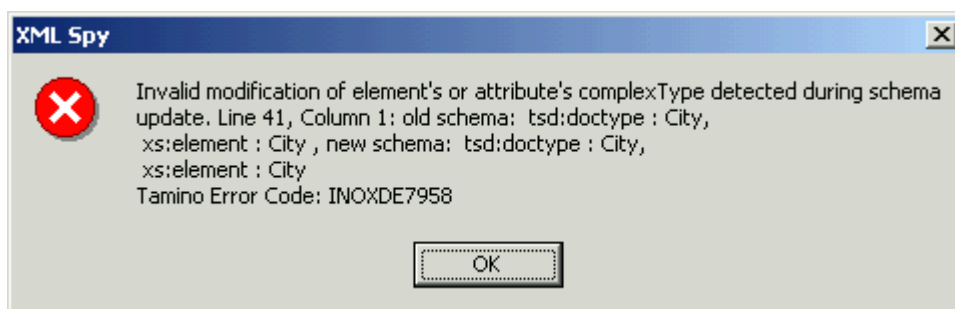 XML Spy
Invalid modification of element's or attribute's complexType detected during schema
update. Line 41, Column 1: old schema: tsd:doctype : City,
xs:element : City , new schema: tsd:doctype : City,
xs:element : City
Tamino Error Code: INOXDE7958
OK